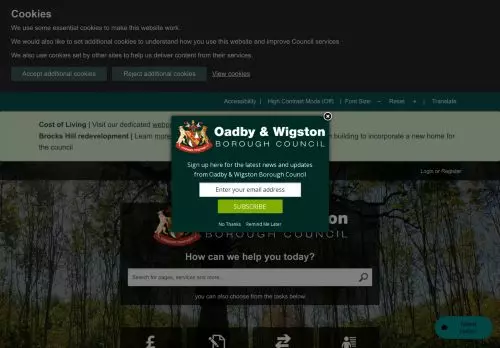 Cookies
We use some essential cookies to make this website work.
We would also like to set additional cookies to understand how you use this website and improve Council services
We also use cookies set by other sites to help us deliver content from their services.
Accept additional cookies Reject additional cookies View cookies
Accessibility | High Contrast Mode (Off) | Font Size: − Reset + | Translate
Cost of Living | Visit our dedicated
Brocks Hill redevelopment | Learn building to incorporate a new home for
the council
Login or Register
Oadby & Wigston
BOROUGH COUNCIL
Sign up here for the latest news and updates
from Oadby & Wigston Borough Council
Enter your email address
SUBSCRIBE
No Thanks Remind Me Later
BOROUGH COUNCIL
How can we help you today?
Search for pages, services and more...
you can also choose from the tasks below